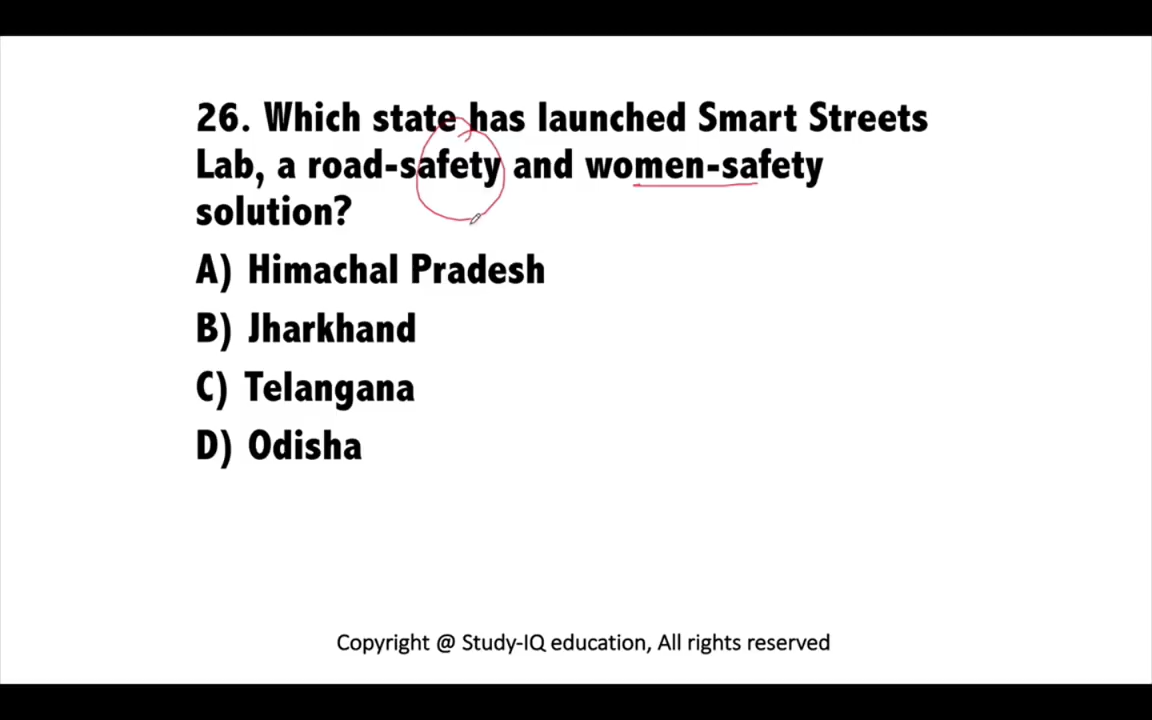 26. Which state has launched Smart Streets
Lab, a road-safety and women-safety
solution?
A) Himachal Pradesh
B) Jharkhand
C) Telangana
D) Odisha
Copyright @ Study-IQ education, All rights reserved